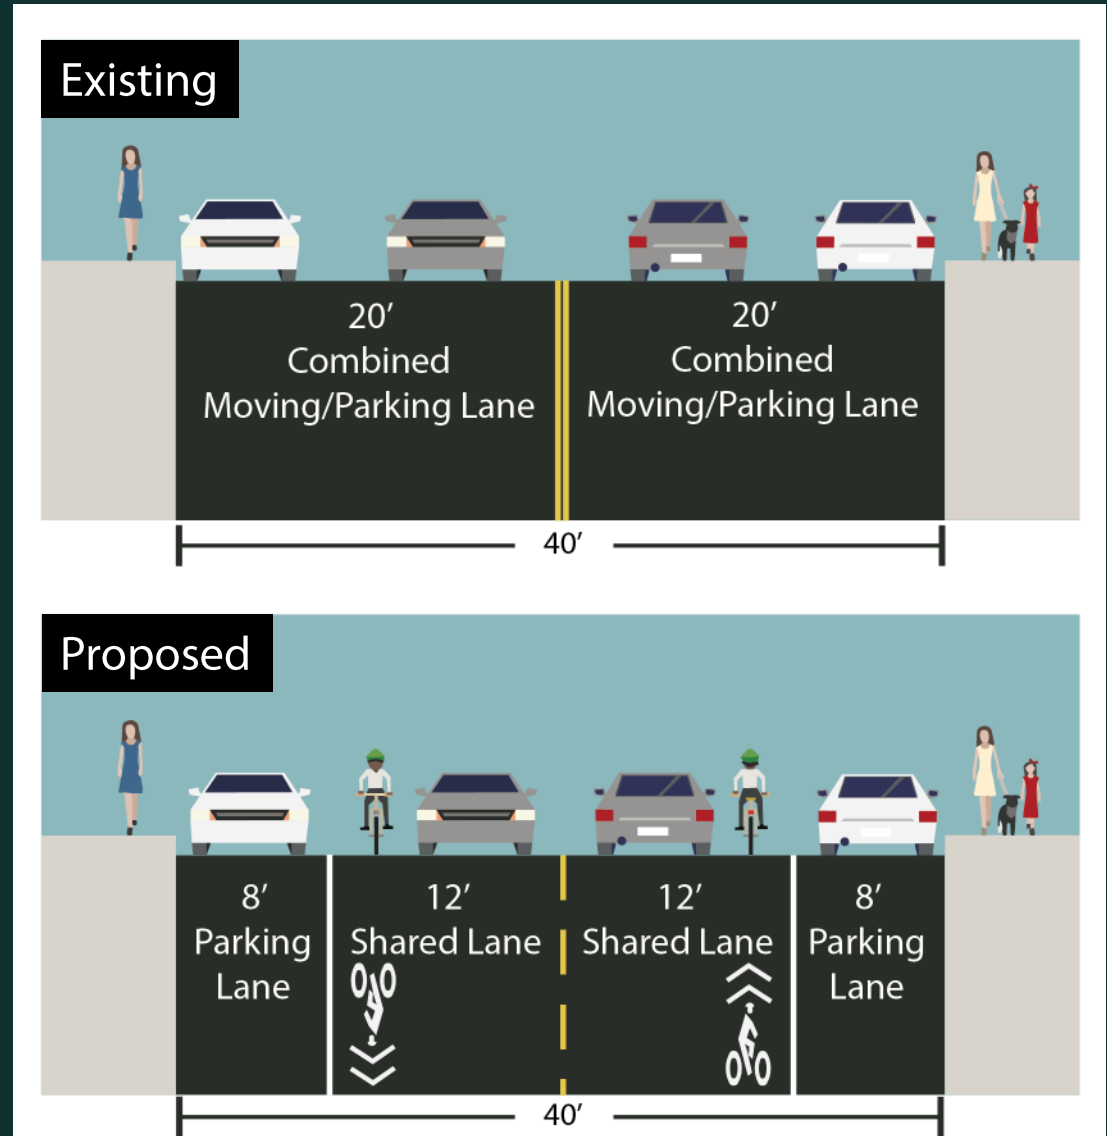 Existing
20′
Combined
Moving/Parking Lane
20′
Combined
Moving/Parking Lane
40′
Proposed
8′
Parking
Lane
12′
Shared Lane
12′
Shared Lane
8′
Parking
Lane
40′